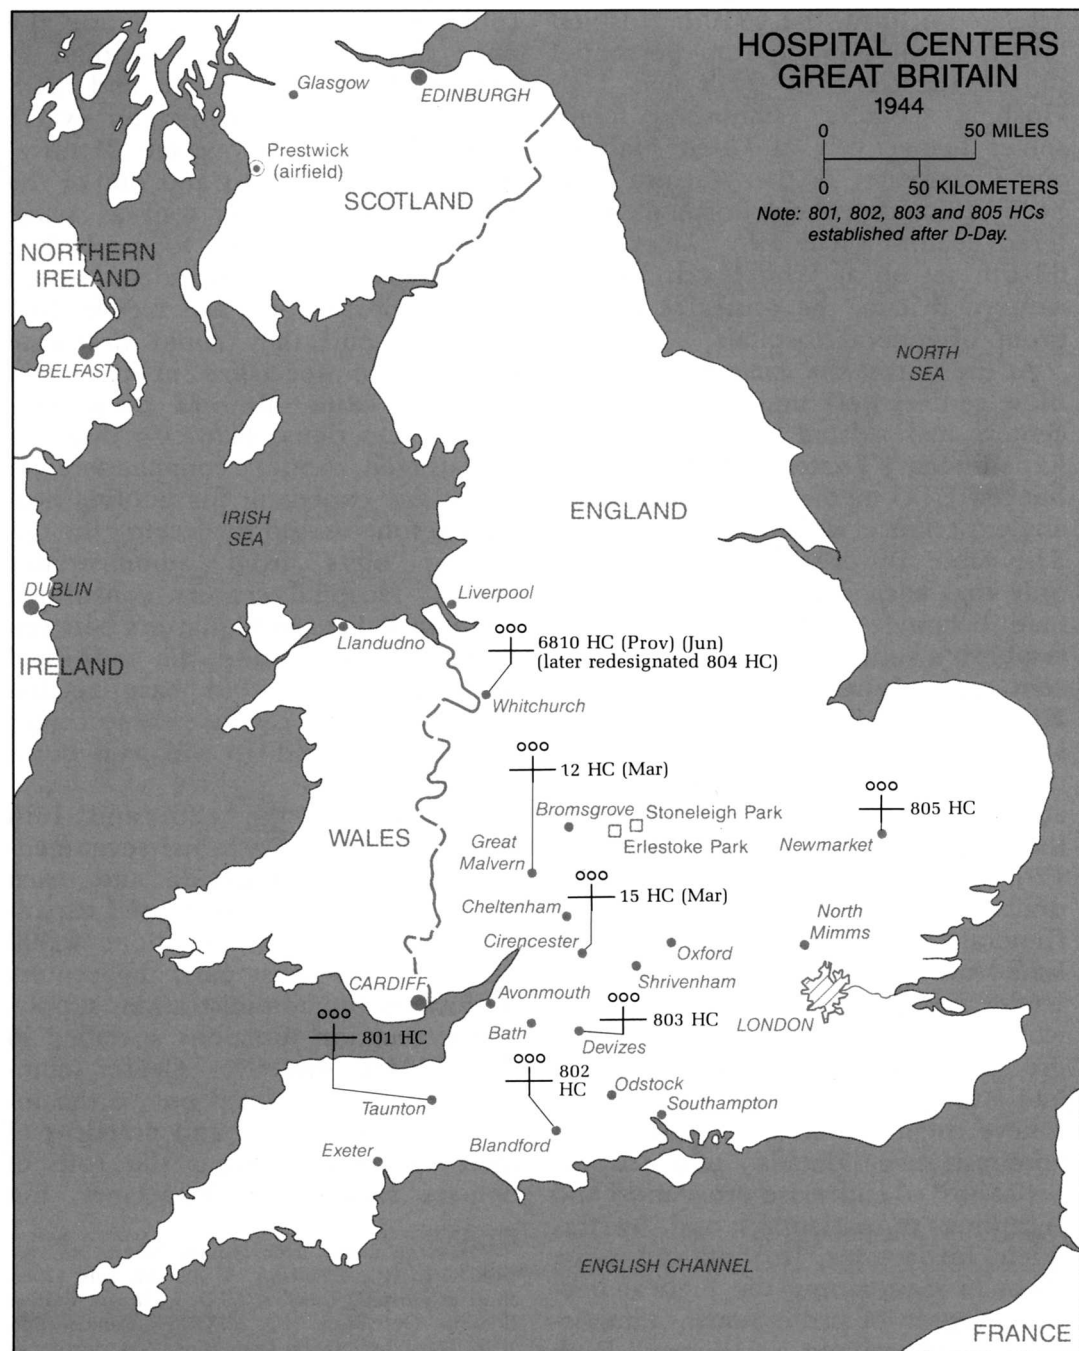 HOSPITAL CENTERS
GREAT BRITAIN
1944
0 50 MILES
0 50 KILOMETERS
Note: 801, 802, 803 and 805 HCs
established after D-Day.
Glasgow
EDINBURGH
Prestwick
(airfield)
SCOTLAND
NORTHERN
IRELAND
BELFAST
NORTH
SEA
IRISH
SEA
ENGLAND
DUBLIN
Liverpool
Llandudno
6810 HC (Prov) (Jun)
(later redesignated 804 HC)
IRELAND
Whitchurch
12 HC (Mar)
Bromsgrove
Stoneleigh Park
805 HC
WALES
Great
Malvern
Erlestoke Park
Newmarket
15 HC (Mar)
Cheltenham
North
Mimms
Cirencester
Oxford
Shrivenham
CARDIFF
Avonmouth
803 HC
LONDON
801 HC
Bath
Devizes
802
HC
Odstock
Taunton
Southampton
Blandford
Exeter
ENGLISH CHANNEL
FRANCE